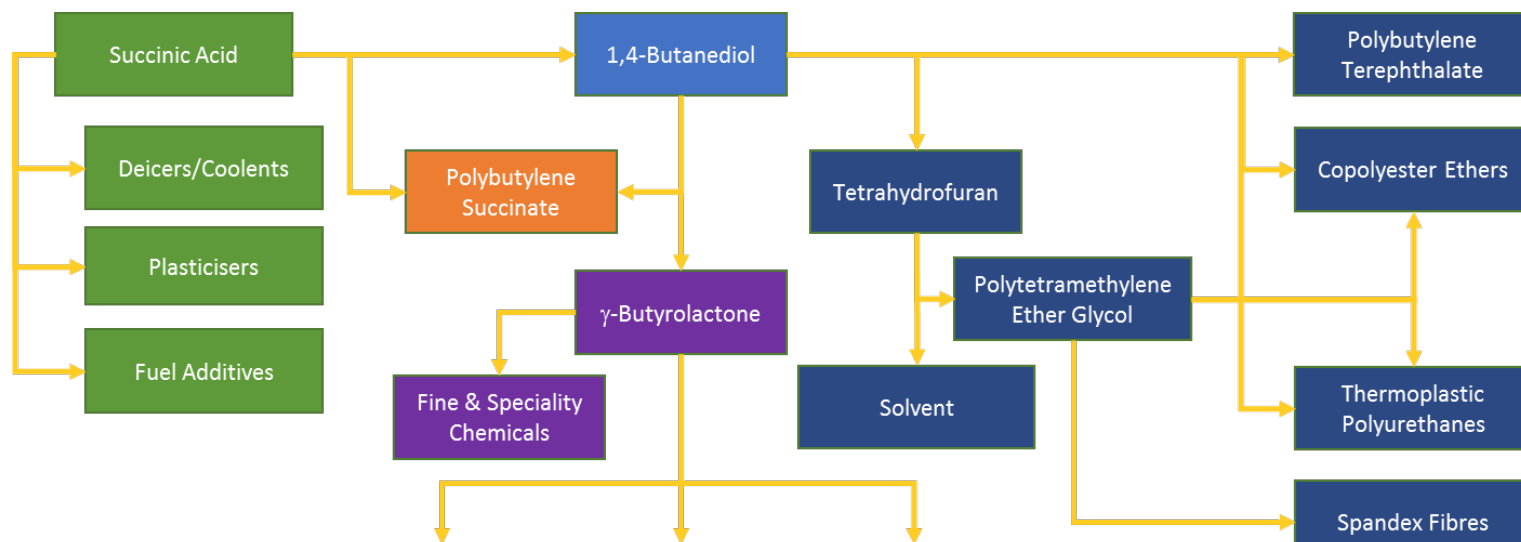 Succinic Acid
1,4-Butanediol
Polybutylene
Terephthalate
Deicers/Coolents
Polybutylene
Succinate
Tetrahydrofuran
Copolyester Ethers
Plasticisers
γ-Butyrolactone
Polytetramethylene
Ether Glycol
Fuel Additives
Fine & Speciality
Chemicals
Solvent
Thermoplastic
Polyurethanes
Spandex Fibres